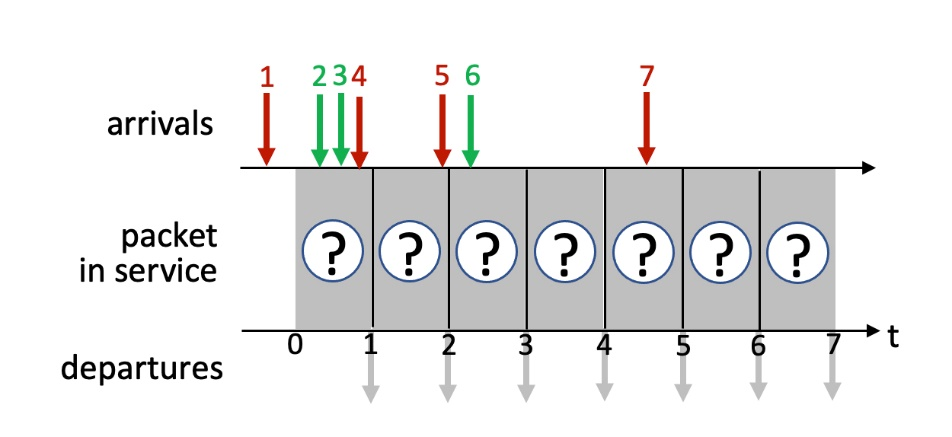 1 2 3 4 5 6 7
arrivals
packet
in service
? ? ? ? ? ? ?
0 1 2 3 4 5 6 7 t
departures